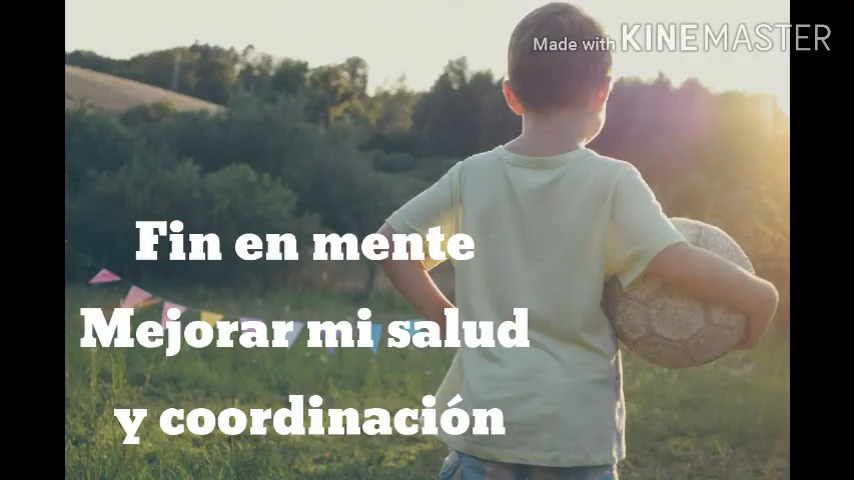 Made with KINEMASTER
Fin en mente
Mejorar mi salud
y coordinación